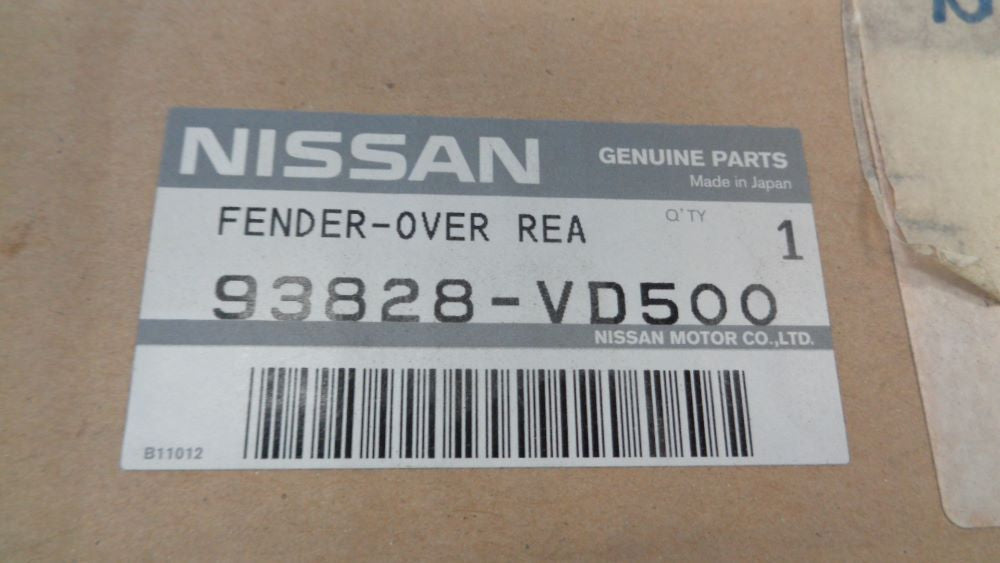 NISSAN
GENUINE PARTS
Made in Japan
FENDER-OVER REA
Q'TY
1
93828-VD500
NISSAN MOTOR CO.,LTD.
B11012